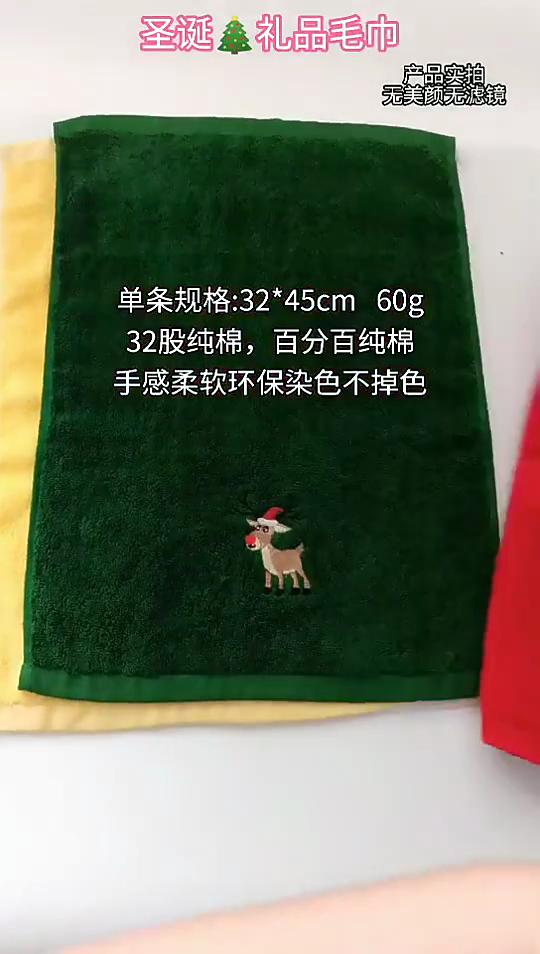 圣诞🎄礼品毛巾
产品实拍
无美颜无滤镜
单条规格:32*45cm 60g
32股纯棉，百分百纯棉
手感柔软环保染色不掉色